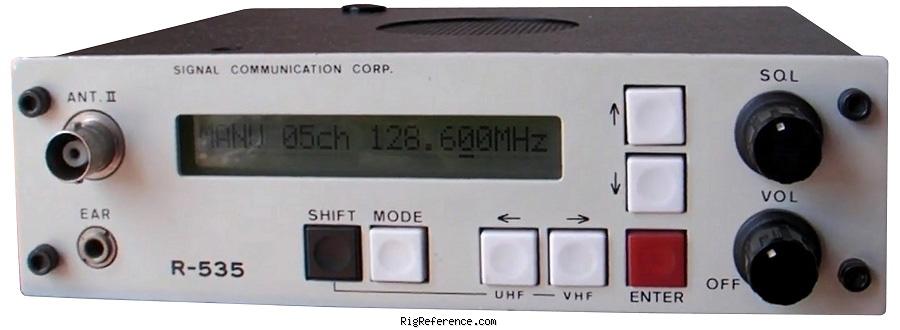 SIGNAL COMMUNICATION CORP.
SQL
ANT. II
↑
MANU 05ch 128.600MHz
↓
VOL
EAR
SHIFT MODE ← →
R-535
OFF
UHF — VHF
ENTER
RigReference.com